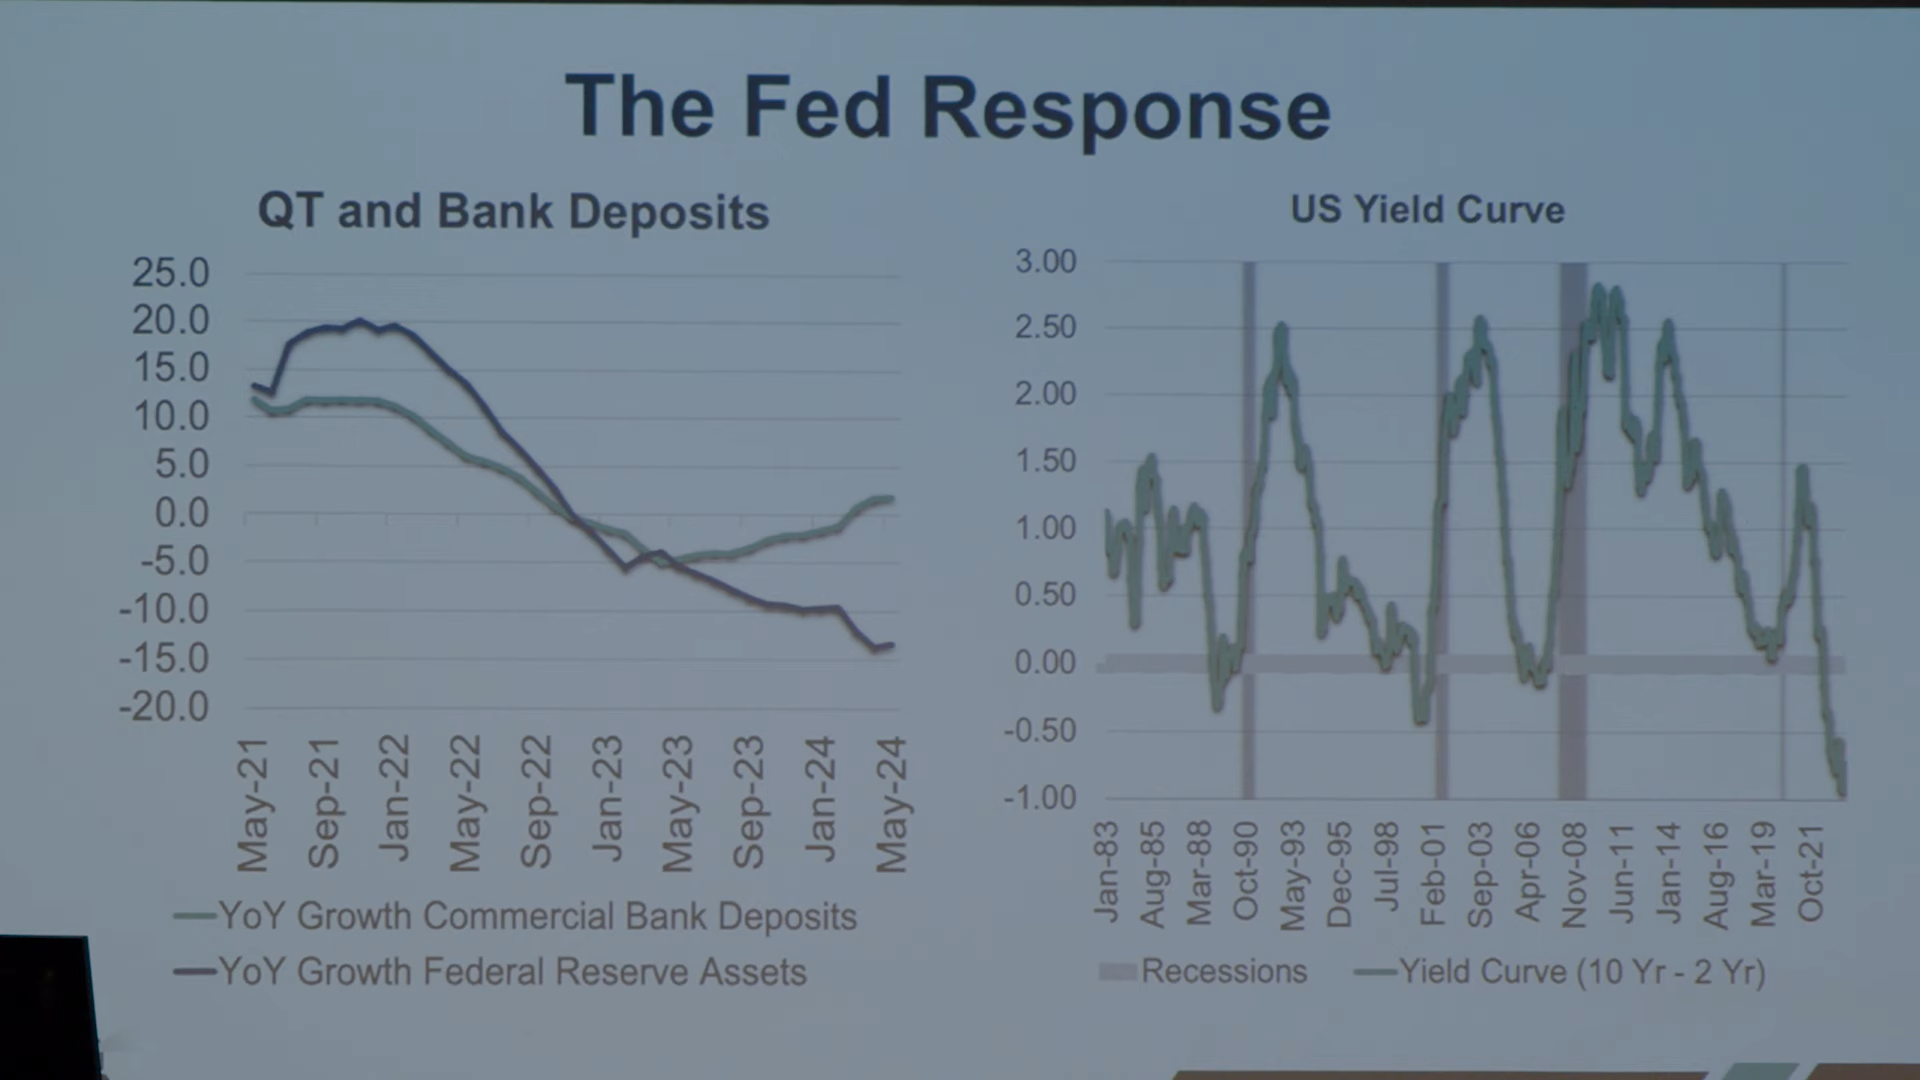 The Fed Response
QT and Bank Deposits
25.0
20.0
15.0
10.0
5.0
0.0
-5.0
-10.0
-15.0
-20.0
May-21
Sep-21
Jan-22
May-22
Sep-22
Jan-23
May-23
Sep-23
Jan-24
May-24
YoY Growth Commercial Bank Deposits
YoY Growth Federal Reserve Assets
US Yield Curve
3.00
2.50
2.00
1.50
1.00
0.50
0.00
-0.50
-1.00
Jan-83
Aug-85
Mar-88
Oct-90
May-93
Dec-95
Jul-98
Feb-01
Sep-03
Apr-06
Nov-08
Jun-11
Jan-14
Aug-16
Mar-19
Oct-21
Recessions
Yield Curve (10 Yr - 2 Yr)